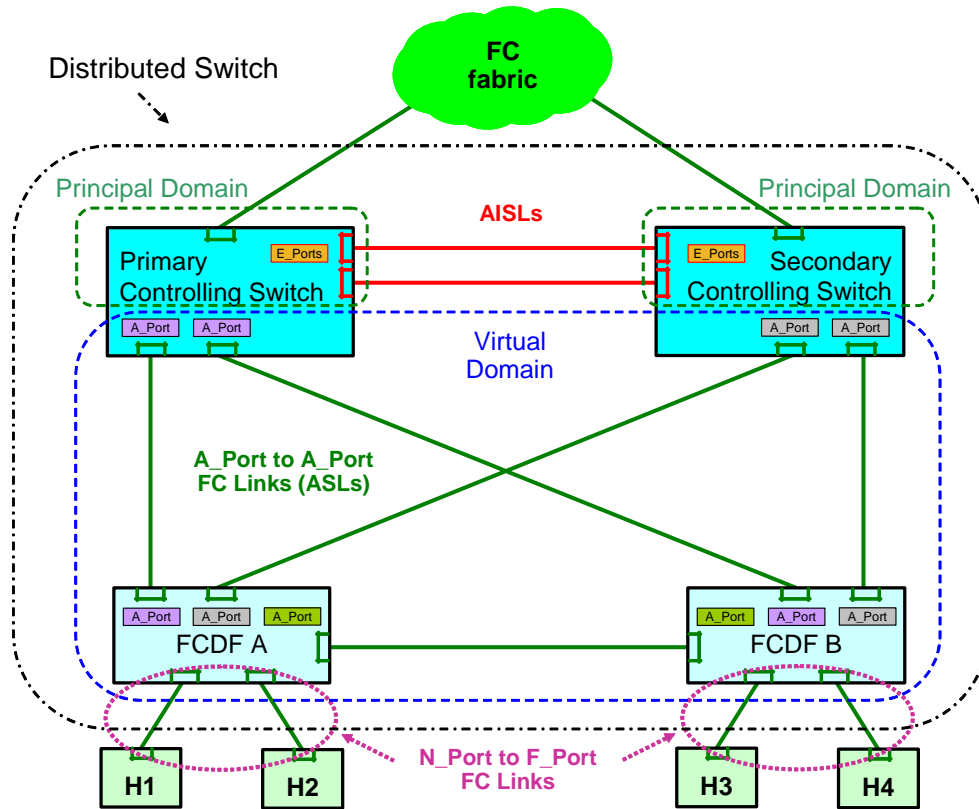 FC
fabric
Distributed Switch
Principal Domain
Principal Domain
AISLs
E_Ports
E_Ports
Primary
Controlling Switch
Secondary
Controlling Switch
A_Port
A_Port
A_Port
A_Port
Virtual
Domain
A_Port to A_Port
FC Links (ASLs)
A_Port
A_Port
A_Port
A_Port
A_Port
A_Port
FCDF A
FCDF B
N_Port to F_Port
FC Links
H1
H2
H3
H4